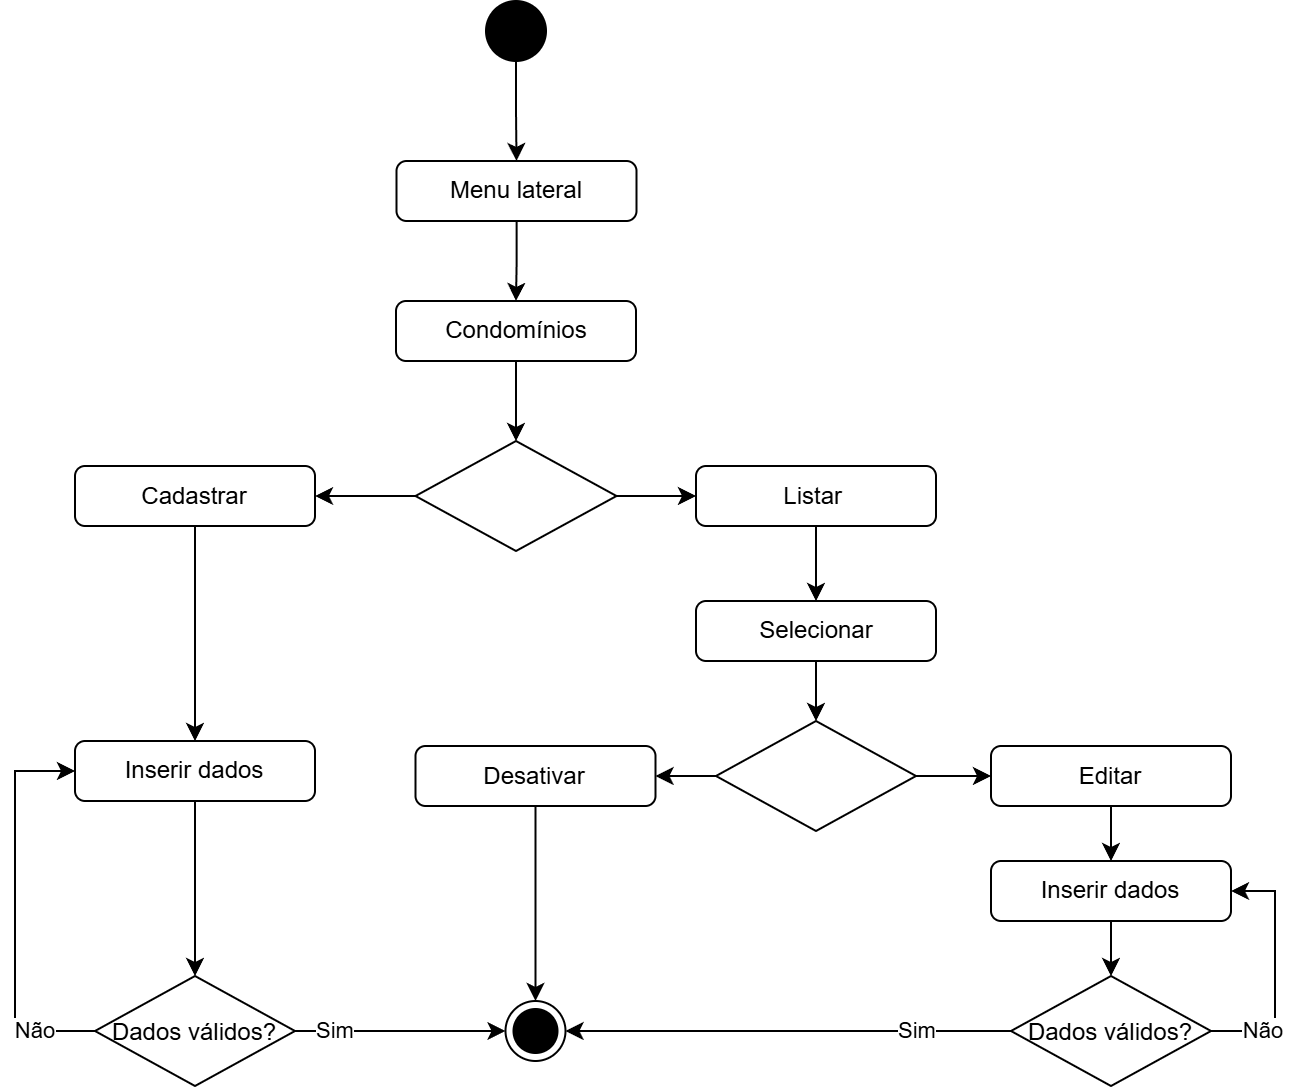 Menu lateral
Condomínios
Cadastrar
Listar
Selecionar
Inserir dados
Desativar
Editar
Inserir dados
Não
Dados válidos?
Sim
Sim
Dados válidos?
Não